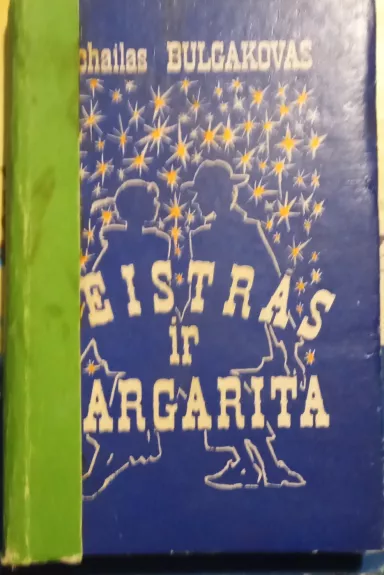 chailas BULGAKOVAS
EISTRAS
ir
ARGARITA